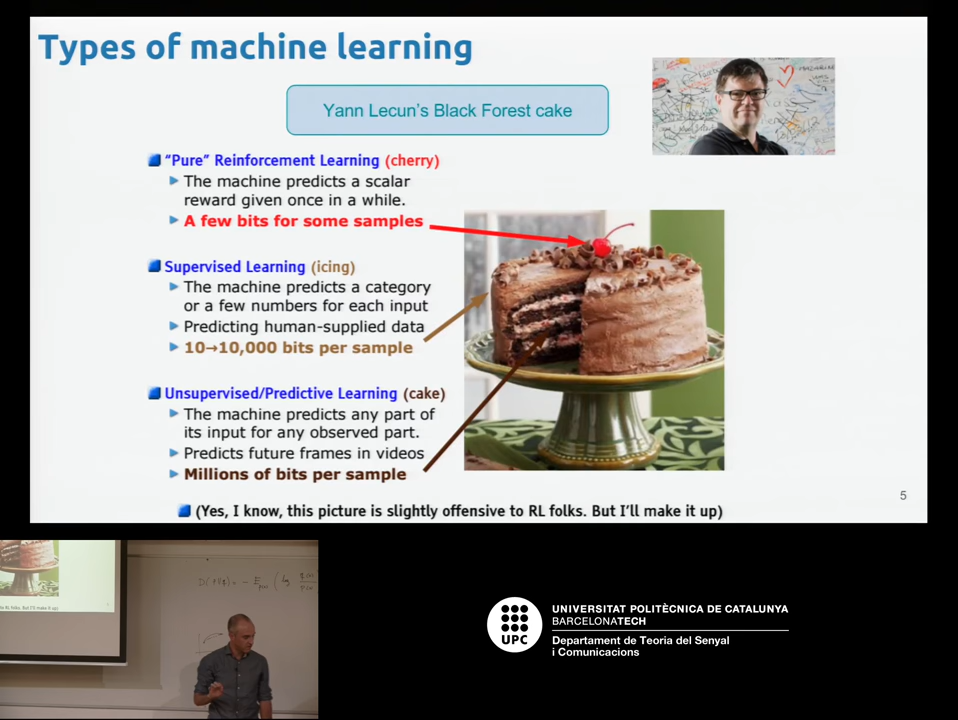 Types of machine learning
Yann Lecun's Black Forest cake
"Pure" Reinforcement Learning (cherry)
The machine predicts a scalar
reward given once in a while.
A few bits for some samples
Supervised Learning (icing)
The machine predicts a category
or a few numbers for each input
Predicting human-supplied data
10→10,000 bits per sample
Unsupervised/Predictive Learning (cake)
The machine predicts any part of
its input for any observed part.
Predicts future frames in videos
Millions of bits per sample
(Yes, I know, this picture is slightly offensive to RL folks. But I'll make it up)
5
UPC
UNIVERSITAT POLITÈCNICA DE CATALUNYA
BARCELONATECH
Departament de Teoria del Senyal
i Comunicacions